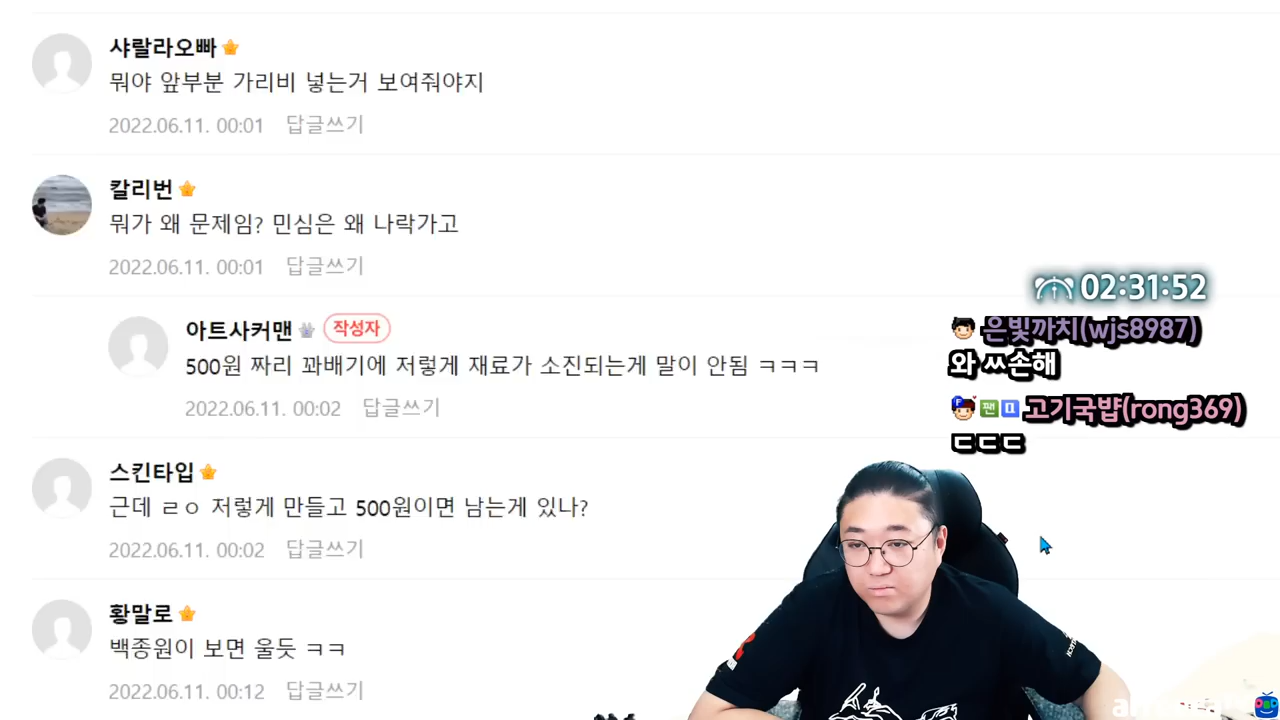 샤랄라오빠
뭐야 앞부분 가리비 넣는거 보여줘야지
2022.06.11. 00:01 답글쓰기
칼리번
뭐가 왜 문제임? 민심은 왜 나락가고
2022.06.11. 00:01 답글쓰기
아트사커맨 작성자
500원 짜리 꽈배기에 저렇게 재료가 소진되는게 말이 안됨 ㅋㅋㅋ
2022.06.11. 00:02 답글쓰기
스킨타입
근데 ㄹㅇ 저렇게 만들고 500원이면 남는게 있나?
2022.06.11. 00:02 답글쓰기
황말로
백종원이 보면 울듯 ㅋㅋ
2022.06.11. 00:12 답글쓰기
02:31:52
은빛까치(wjs8987)
와 ㅆ손해
F 팬 고기국뱝(rong369)
ㄷㄷㄷ